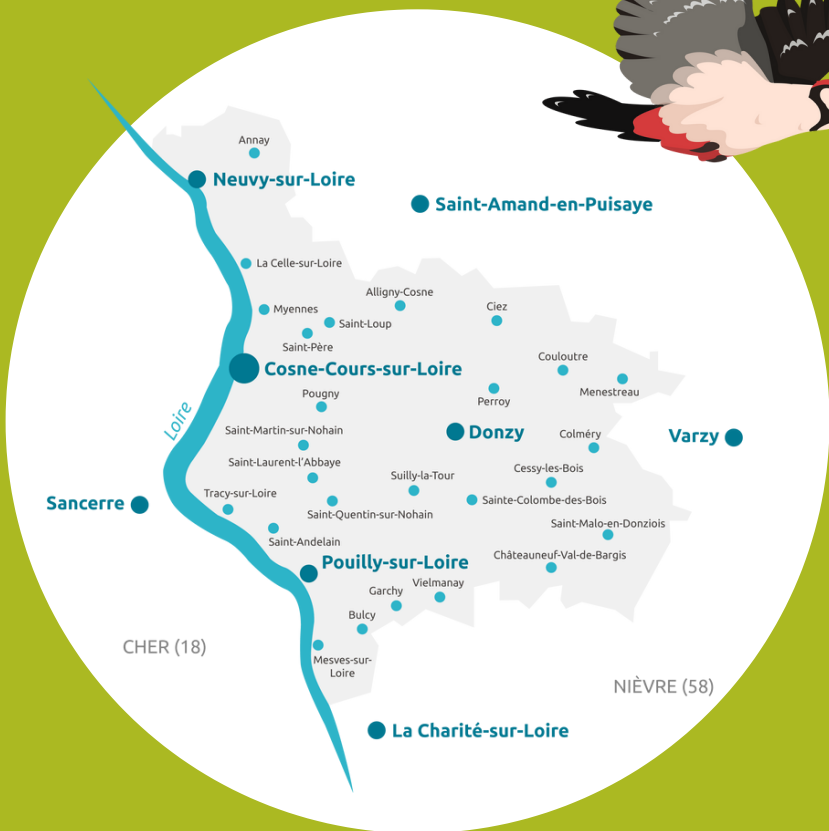 Annay
Neuvy-sur-Loire
Saint-Amand-en-Puisaye
La Celle-sur-Loire
Alligny-Cosne
Ciez
Myennes
Saint-Loup
Saint-Père
Couloutre
Cosne-Cours-sur-Loire
Menestreau
Pougny
Perroy
Loire
Saint-Martin-sur-Nohain
Donzy
Colméry
Varzy
Saint-Laurent-l'Abbaye
Cessy-les-Bois
Suilly-la-Tour
Tracy-sur-Loire
Sainte-Colombe-des-Bois
Sancerre
Saint-Quentin-sur-Nohain
Saint-Malo-en-Donziois
Saint-Andelain
Châteauneuf-Val-de-Bargis
Pouilly-sur-Loire
Vielmanay
Garchy
Bulcy
CHER (18)
Mesves-sur-
Loire
NIÈVRE (58)
La Charité-sur-Loire